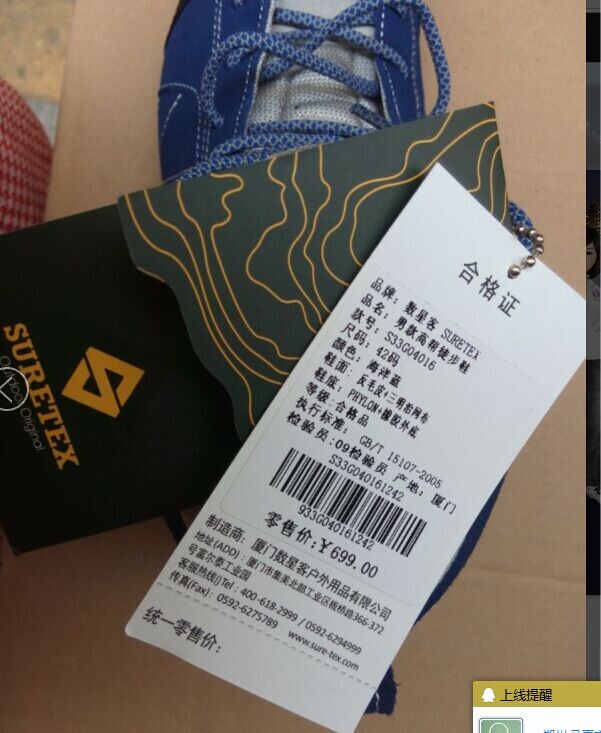 SURETEX
Outdoor Original
合格证
品牌：数星客 SURETEX
品名：男款高帮徒步鞋
款号：S33G04016
尺码：42码
颜色：海洋蓝
鞋面：反毛皮+三明治网布
鞋底：PHYLON+橡胶外底
等级：合格品
执行标准：GB/T 15107-2005
检验员：09检验员 产地：厦门
S33G040161242
933G040161242
零售价：￥699.00
制造商：厦门数星客户外用品有限公司
地址(ADD)：厦门市集美北部工业区板桥路366-372
号富尔泰工业园
客服热线()Tel：400-618-2999 / 0592-6294999
传真(Fax)：0592-6275789 www.sure-tex.com
统一零售价：
上线提醒